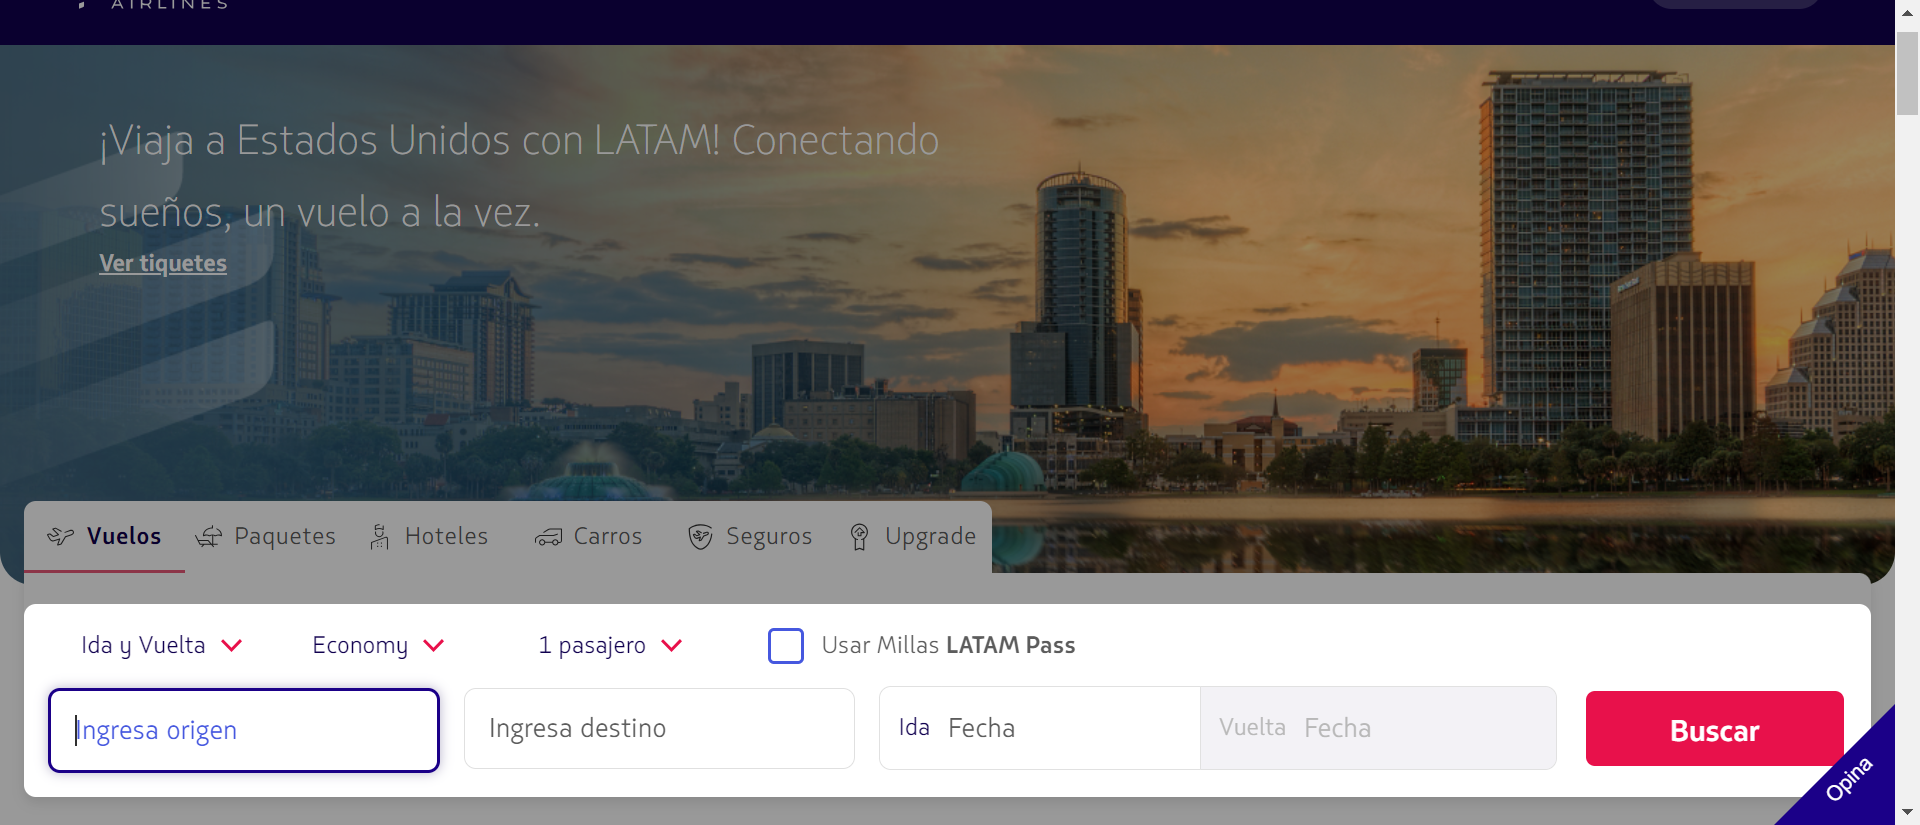 AIRLINES
¡Viaja a Estados Unidos con LATAM! Conectando
sueños, un vuelo a la vez.
Ver tiquetes
Vuelos Paquetes Hoteles Carros Seguros Upgrade
Ida y Vuelta Economy 1 pasajero Usar Millas LATAM Pass
Ingresa origen Ingresa destino Ida Fecha Vuelta Fecha Buscar
Opina